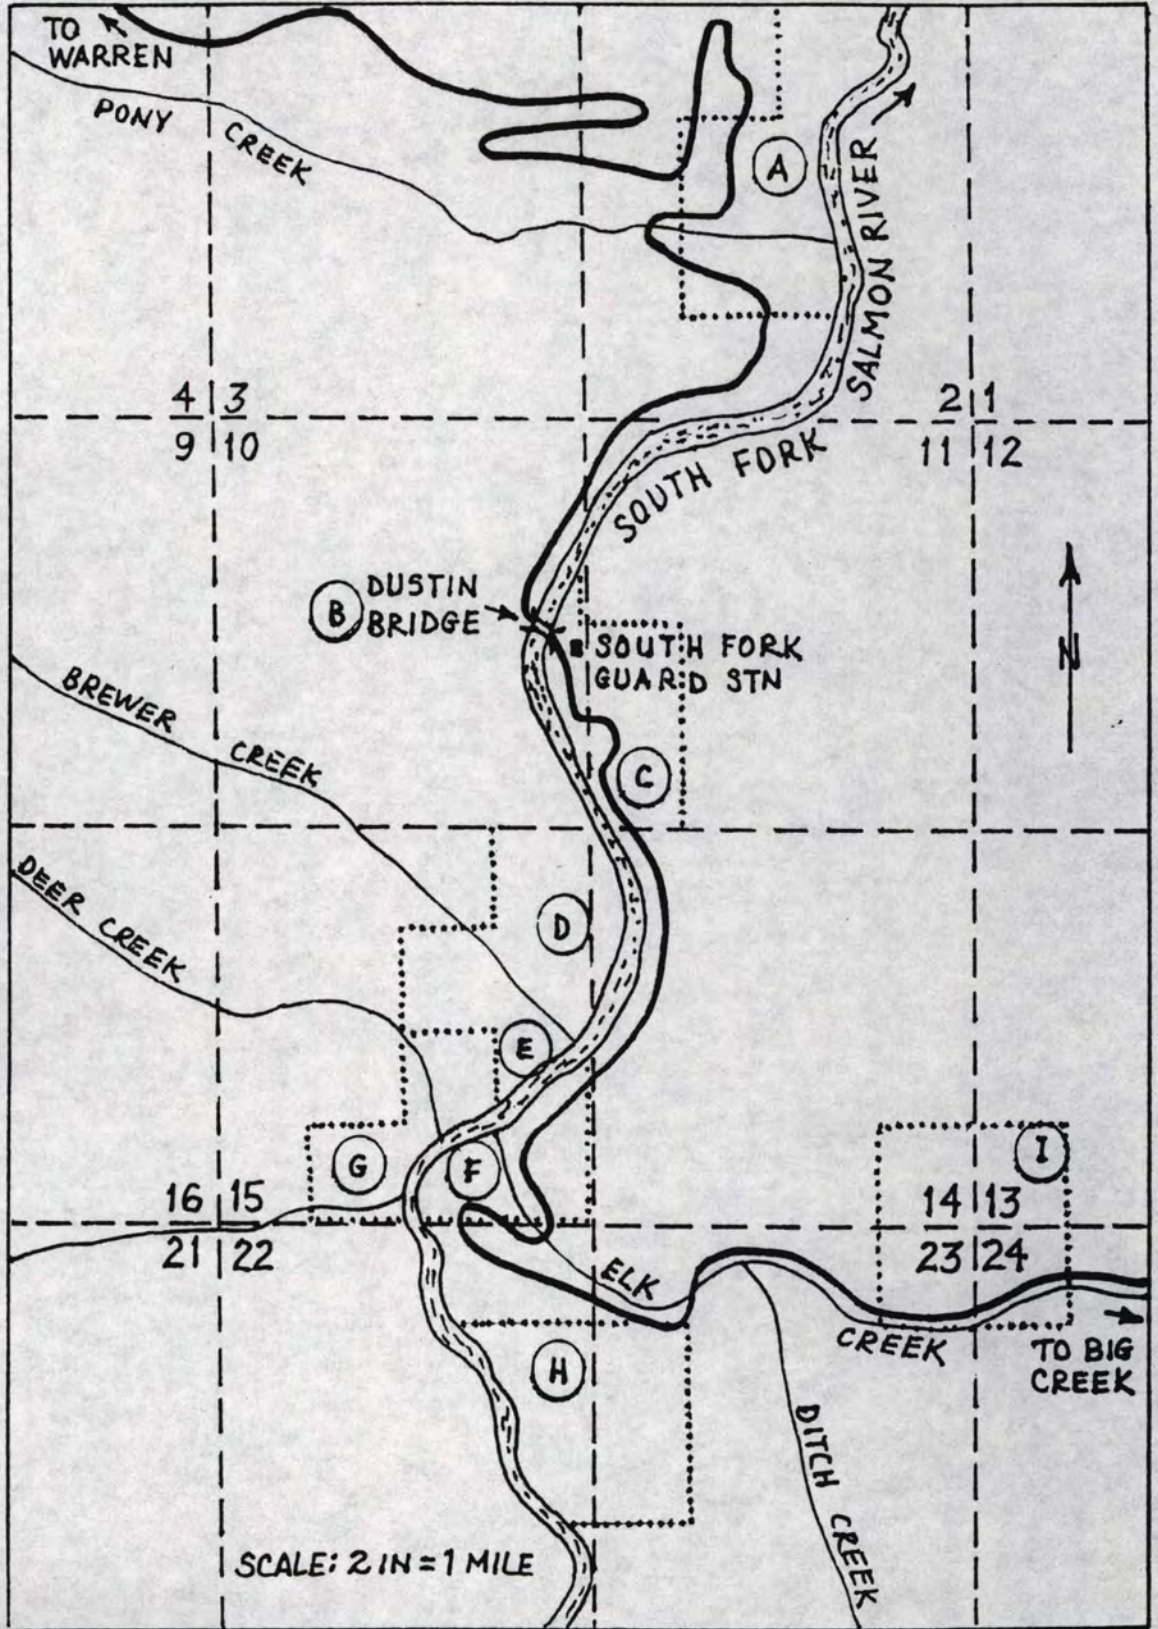 TO
WARREN
PONY CREEK
A
SALMON RIVER
4 3
9 10
2 1
11 12
SOUTH FORK
B
DUSTIN
BRIDGE
SOUTH FORK
GUARD STN
N
BREWER CREEK
C
DEER CREEK
D
E
G
F
I
16 15
21 22
14 13
23 24
ELK CREEK
TO BIG
CREEK
H
DITCH CREEK
SCALE: 2 IN = 1 MILE